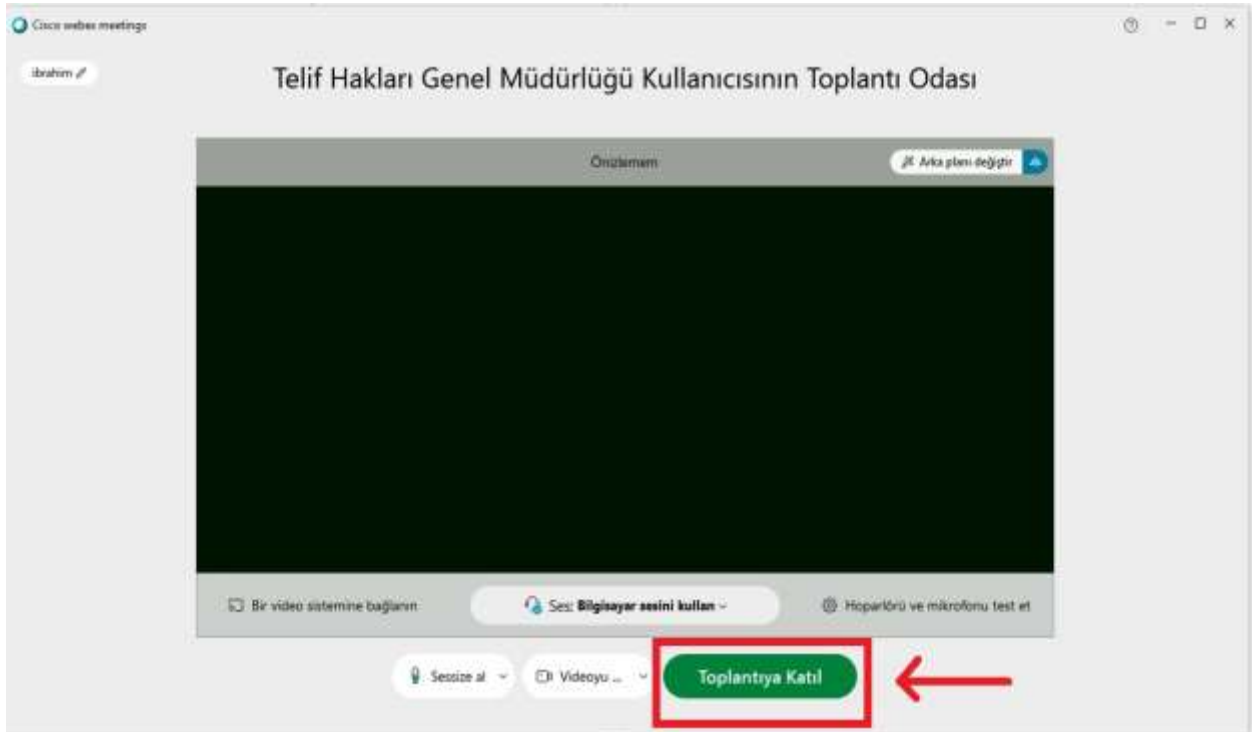 Cisco webex meetings
ibrahim
Telif Hakları Genel Müdürlüğü Kullanıcısının Toplantı Odası
Önizlemem
Arka planı değiştir
Bir video sistemine bağlanın
Ses: Bilgisayar sesini kullan
Hoparlörü ve mikrofonu test et
Sessize al
Videoyu ...
Toplantıya Katıl